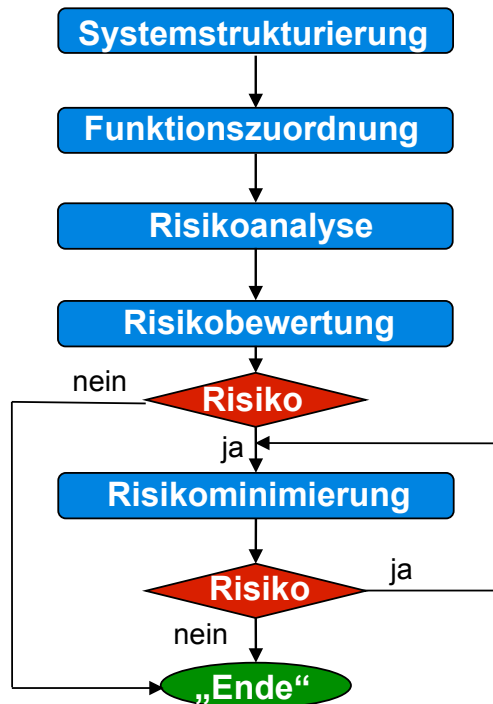 Systemstrukturierung
Funktionszuordnung
Risikoanalyse
Risikobewertung
nein
Risiko
ja
Risikominimierung
Risiko
ja
nein
„Ende“